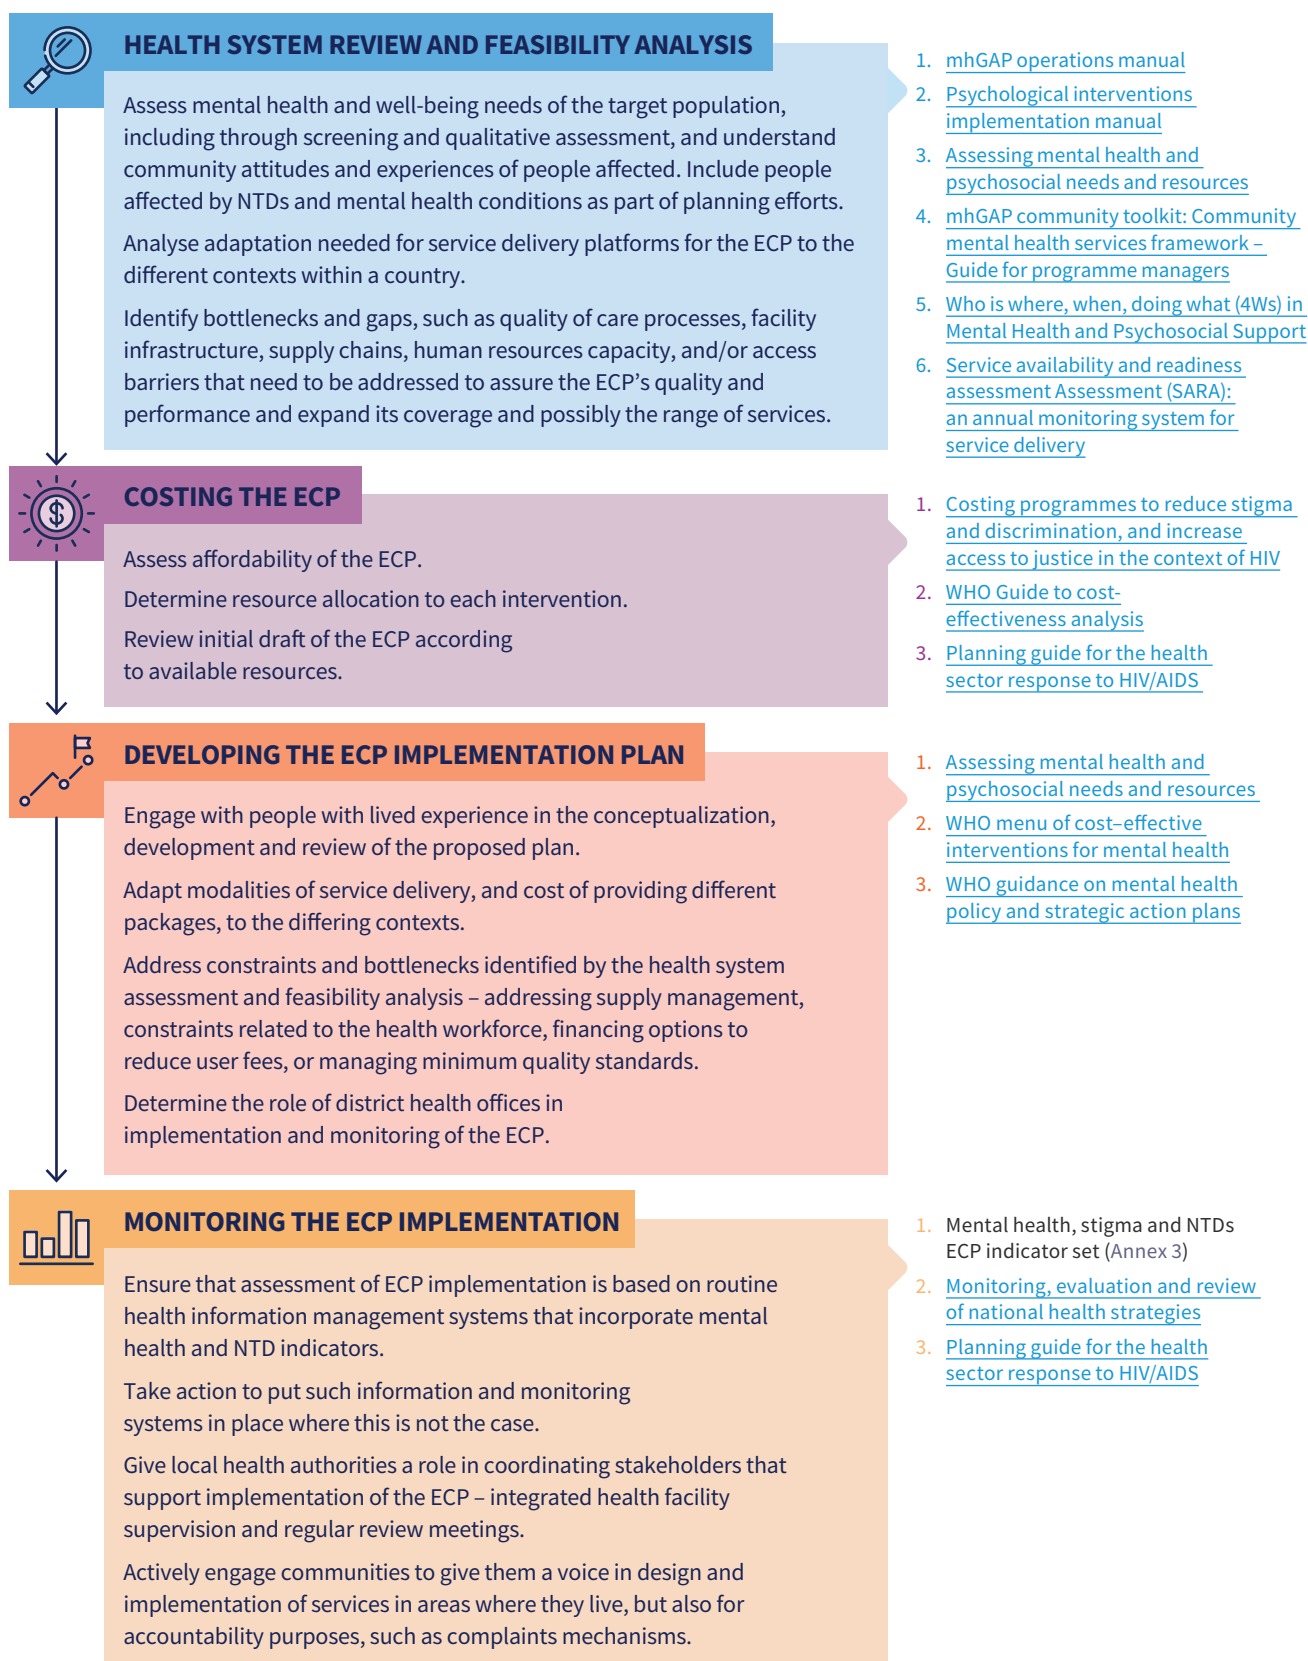 HEALTH SYSTEM REVIEW AND FEASIBILITY ANALYSIS
Assess mental health and well-being needs of the target population,
including through screening and qualitative assessment, and understand
community attitudes and experiences of people affected. Include people
affected by NTDs and mental health conditions as part of planning efforts.
Analyse adaptation needed for service delivery platforms for the ECP to the
different contexts within a country.
Identify bottlenecks and gaps, such as quality of care processes, facility
infrastructure, supply chains, human resources capacity, and/or access
barriers that need to be addressed to assure the ECP’s quality and
performance and expand its coverage and possibly the range of services.
1. mhGAP operations manual
2. Psychological interventions
implementation manual
3. Assessing mental health and
psychosocial needs and resources
4. mhGAP community toolkit: Community
mental health services framework –
Guide for programme managers
5. Who is where, when, doing what (4Ws) in
Mental Health and Psychosocial Support
6. Service availability and readiness
assessment Assessment (SARA):
an annual monitoring system for
service delivery
COSTING THE ECP
$
Assess affordability of the ECP.
Determine resource allocation to each intervention.
Review initial draft of the ECP according
to available resources.
1. Costing programmes to reduce stigma
and discrimination, and increase
access to justice in the context of HIV
2. WHO Guide to cost-
effectiveness analysis
3. Planning guide for the health
sector response to HIV/AIDS
DEVELOPING THE ECP IMPLEMENTATION PLAN
Engage with people with lived experience in the conceptualization,
development and review of the proposed plan.
Adapt modalities of service delivery, and cost of providing different
packages, to the differing contexts.
Address constraints and bottlenecks identified by the health system
assessment and feasibility analysis – addressing supply management,
constraints related to the health workforce, financing options to
reduce user fees, or managing minimum quality standards.
Determine the role of district health offices in
implementation and monitoring of the ECP.
1. Assessing mental health and
psychosocial needs and resources
2. WHO menu of cost–effective
interventions for mental health
3. WHO guidance on mental health
policy and strategic action plans
MONITORING THE ECP IMPLEMENTATION
Ensure that assessment of ECP implementation is based on routine
health information management systems that incorporate mental
health and NTD indicators.
Take action to put such information and monitoring
systems in place where this is not the case.
Give local health authorities a role in coordinating stakeholders that
support implementation of the ECP – integrated health facility
supervision and regular review meetings.
Actively engage communities to give them a voice in design and
implementation of services in areas where they live, but also for
accountability purposes, such as complaints mechanisms.
1. Mental health, stigma and NTDs
ECP indicator set (Annex 3)
2. Monitoring, evaluation and review
of national health strategies
3. Planning guide for the health
sector response to HIV/AIDS